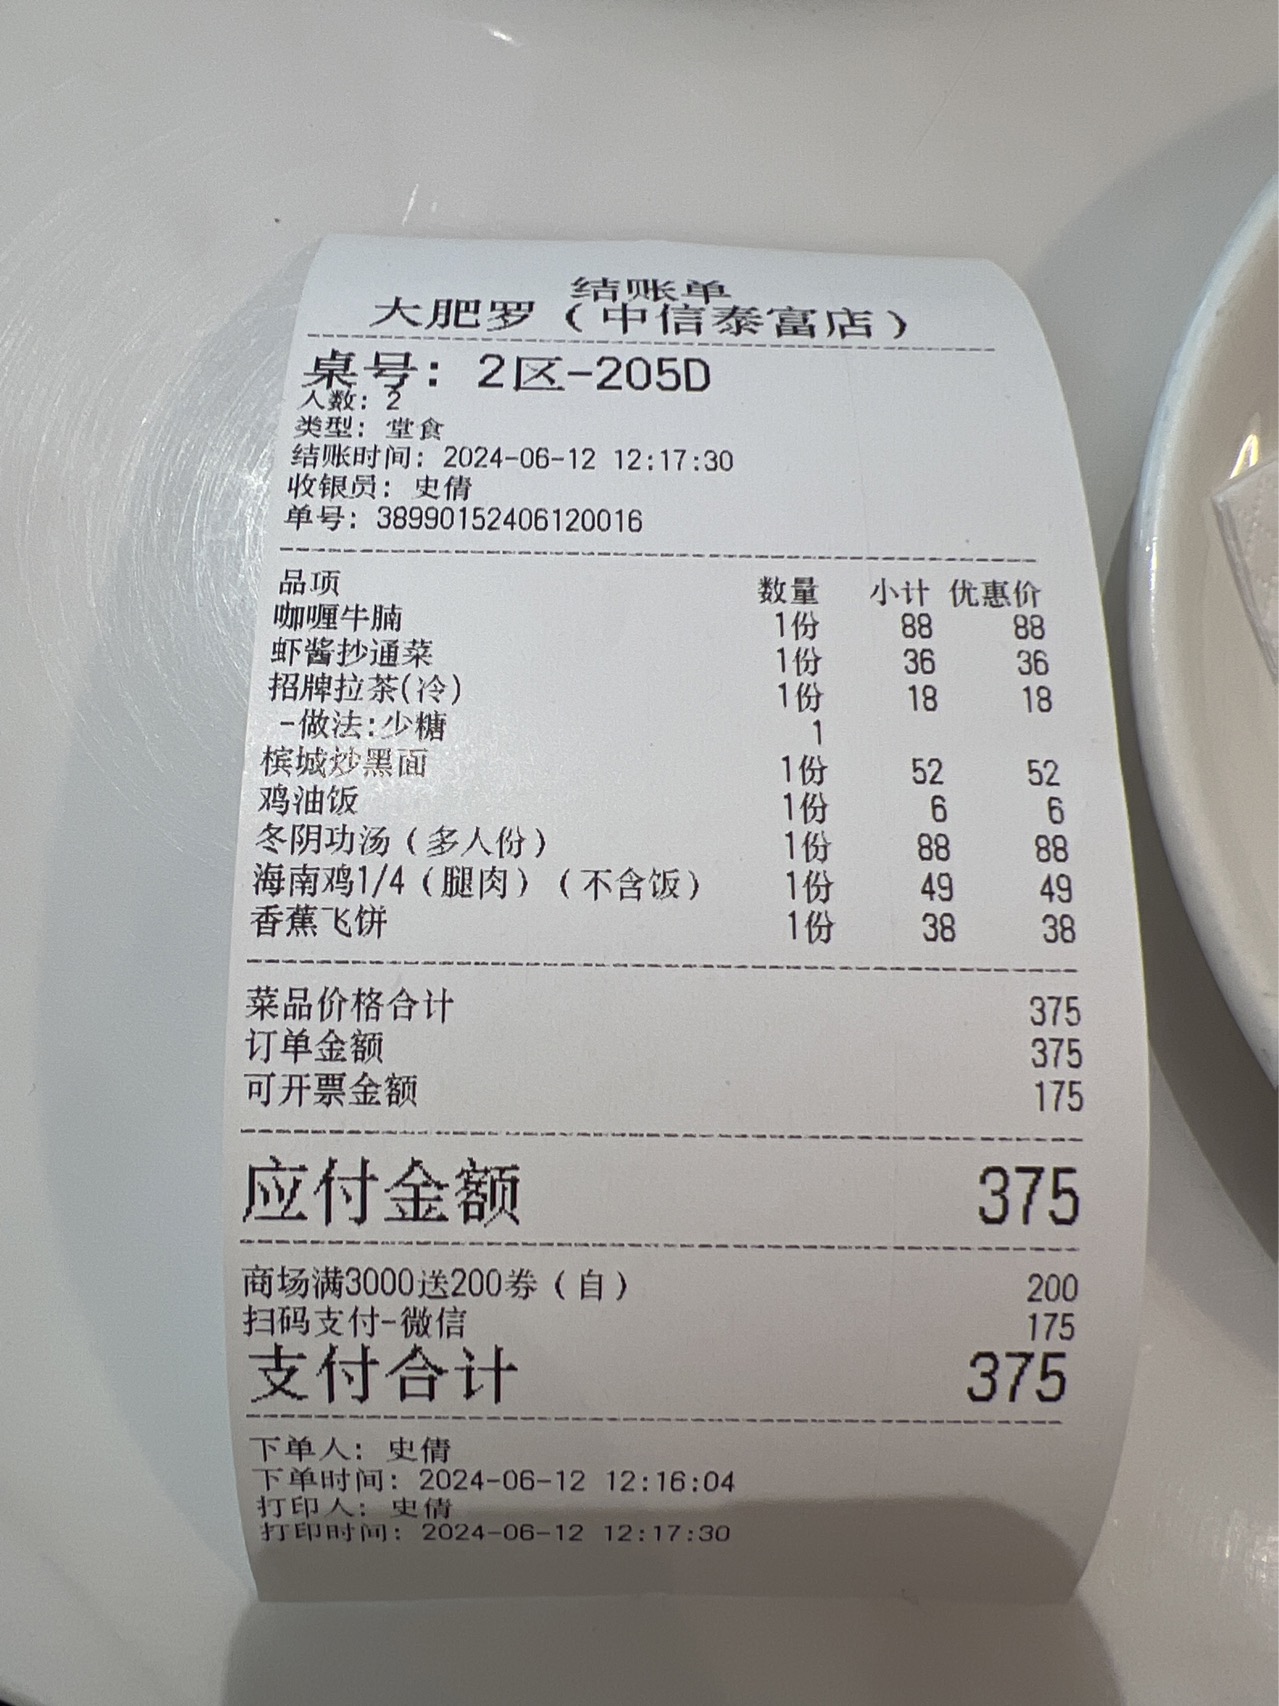 结账单
大肥罗（中信泰富店）
桌号: 2区-205D
人数: 2
类型: 堂食
结账时间: 2024-06-12 12:17:30
收银员: 史倩
单号: 38990152406120016
品项 数量 小计 优惠价
咖喱牛腩 1份 88 88
虾酱抄通菜 1份 36 36
招牌拉茶(冷) 1份 18 18
-做法:少糖 1
槟城炒黑面 1份 52 52
鸡油饭 1份 6 6
冬阴功汤（多人份） 1份 88 88
海南鸡1/4（腿肉）（不含饭） 1份 49 49
香蕉飞饼 1份 38 38
菜品价格合计 375
订单金额 375
可开票金额 175
应付金额 375
商场满3000送200券（自） 200
扫码支付-微信 175
支付合计 375
下单人: 史倩
下单时间: 2024-06-12 12:16:04
打印人: 史倩
打印时间: 2024-06-12 12:17:30